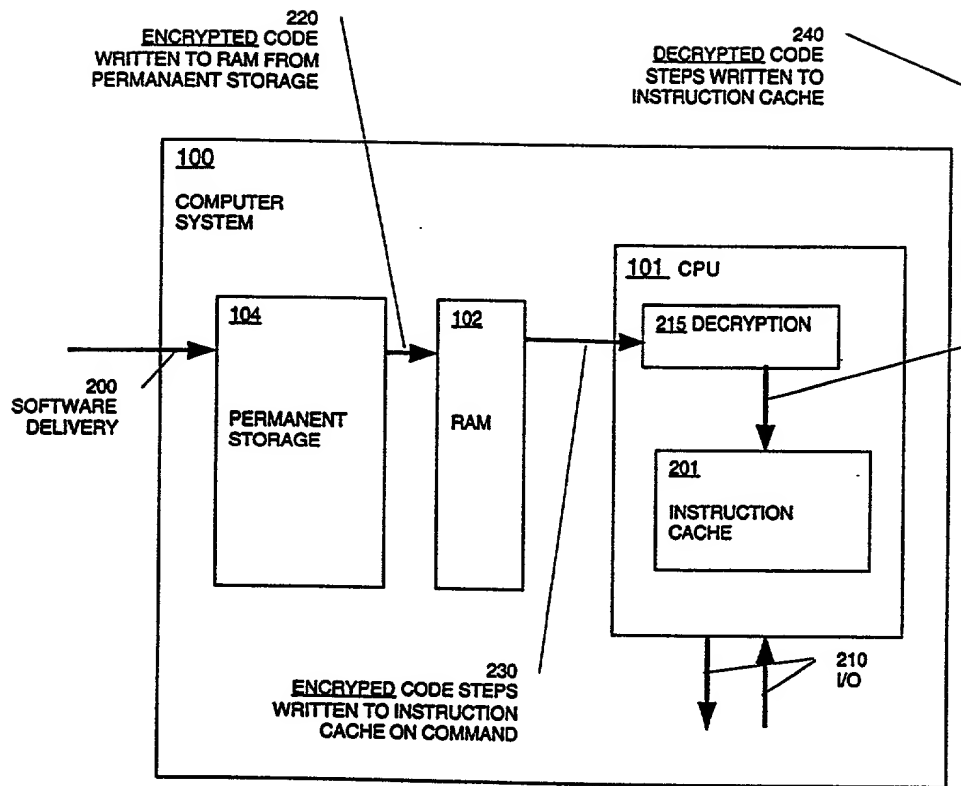 220
ENCRYPTED CODE
WRITTEN TO RAM FROM
PERMANAENT STORAGE
240
DECRYPTED CODE
STEPS WRITTEN TO
INSTRUCTION CACHE
100
COMPUTER
SYSTEM
101 CPU
104
PERMANENT
STORAGE
102
RAM
215 DECRYPTION
201
INSTRUCTION
CACHE
200
SOFTWARE
DELIVERY
230
ENCRYPED CODE STEPS
WRITTEN TO INSTRUCTION
CACHE ON COMMAND
210
I/O